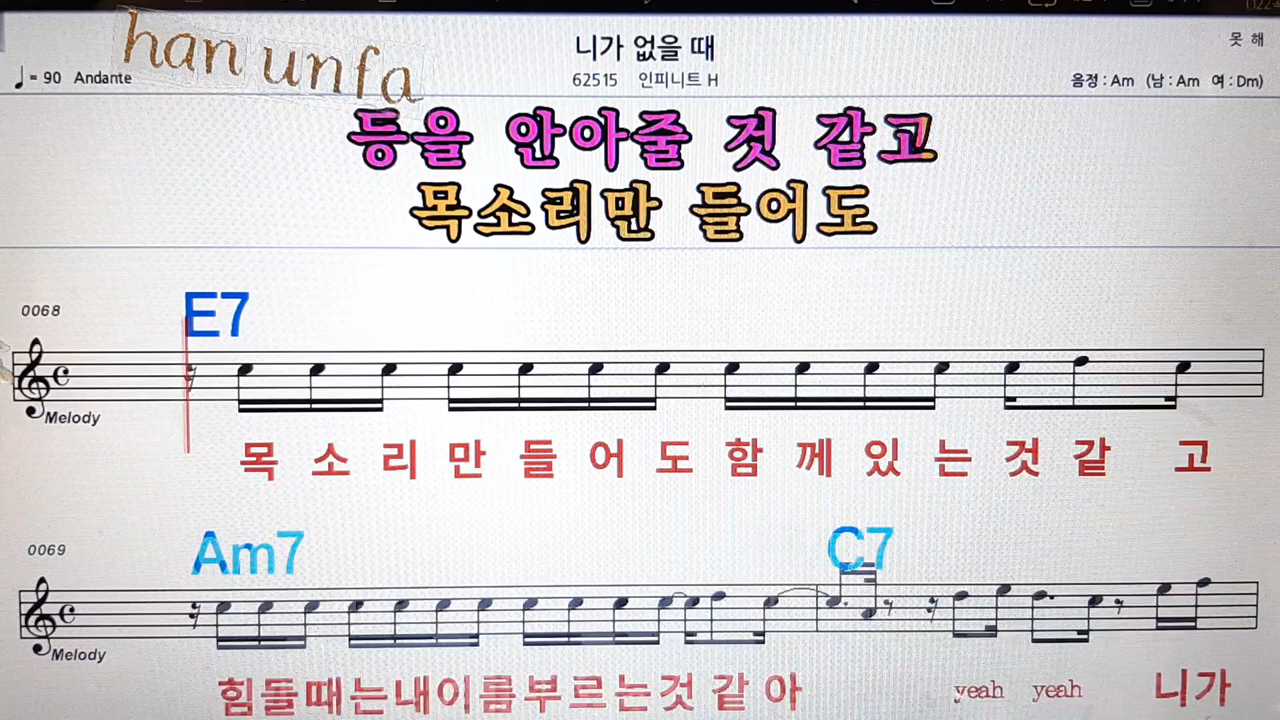 han unfa
니가 없을 때
못 해
♩= 90 Andante
62515 인피니트 H
음정 : Am (남 : Am 여 : Dm)
등을 안아줄 것 같고
목소리만 들어도
0068
E7
Melody
목 소 리 만 들 어 도 함 께 있 는 것 같 고
0069
Am7 C7
Melody
힘들때는내이름부르는것 같 아 yeah yeah 니가